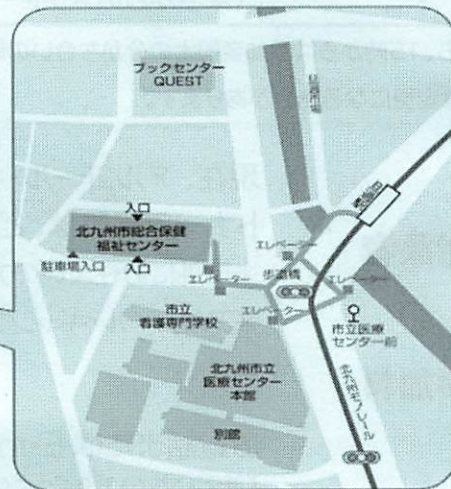 ブックセンター
QUEST
入口
北九州市総合保健
福祉センター
駐車場入口
入口
エレベーター
エレベーター
歩道橋
エレベーター
エレベーター
市立
看護専門学校
市立医療
センター前
北九州市立
医療センター
本館
別館
北九州モノレール